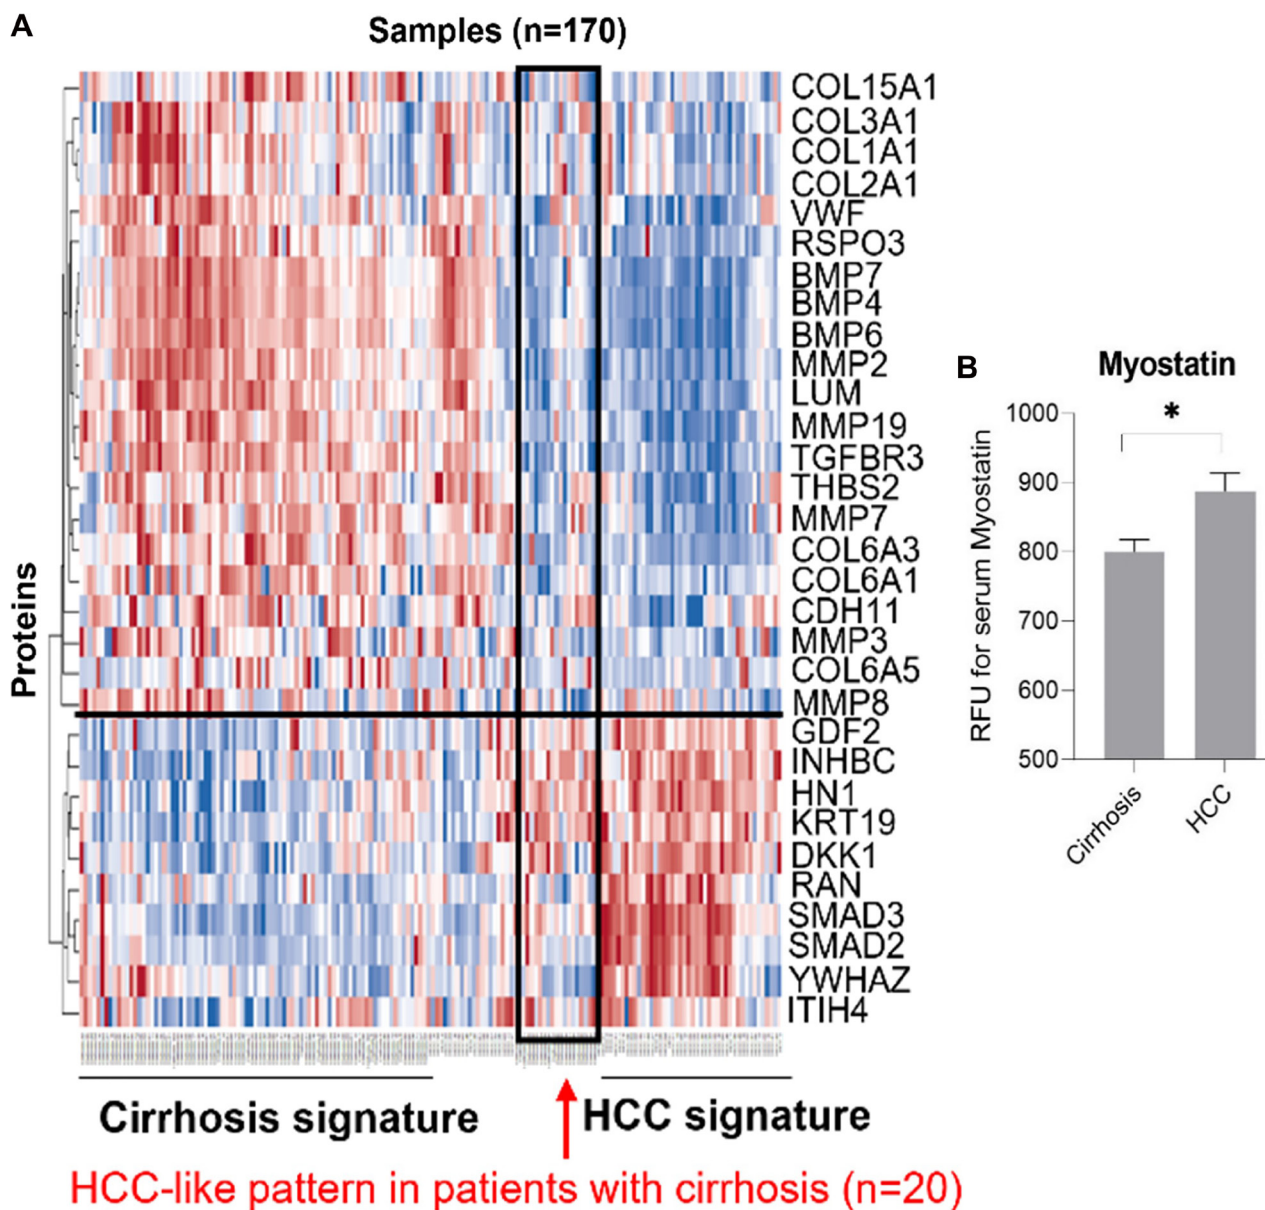 A
Samples (n=170)
COL15A1
COL3A1
COL1A1
COL2A1
VWF
RSPO3
BMP7
BMP4
BMP6
MMP2
LUM
MMP19
TGFBR3
THBS2
MMP7
COL6A3
COL6A1
CDH11
MMP3
COL6A5
MMP8
GDF2
INHBC
HN1
KRT19
DKK1
RAN
SMAD3
SMAD2
YWHAZ
ITIH4
Proteins
Cirrhosis signature
HCC signature
HCC-like pattern in patients with cirrhosis (n=20)
B
Myostatin
*
RFU for serum Myostatin
1000
900
800
700
600
500
Cirrhosis
HCC